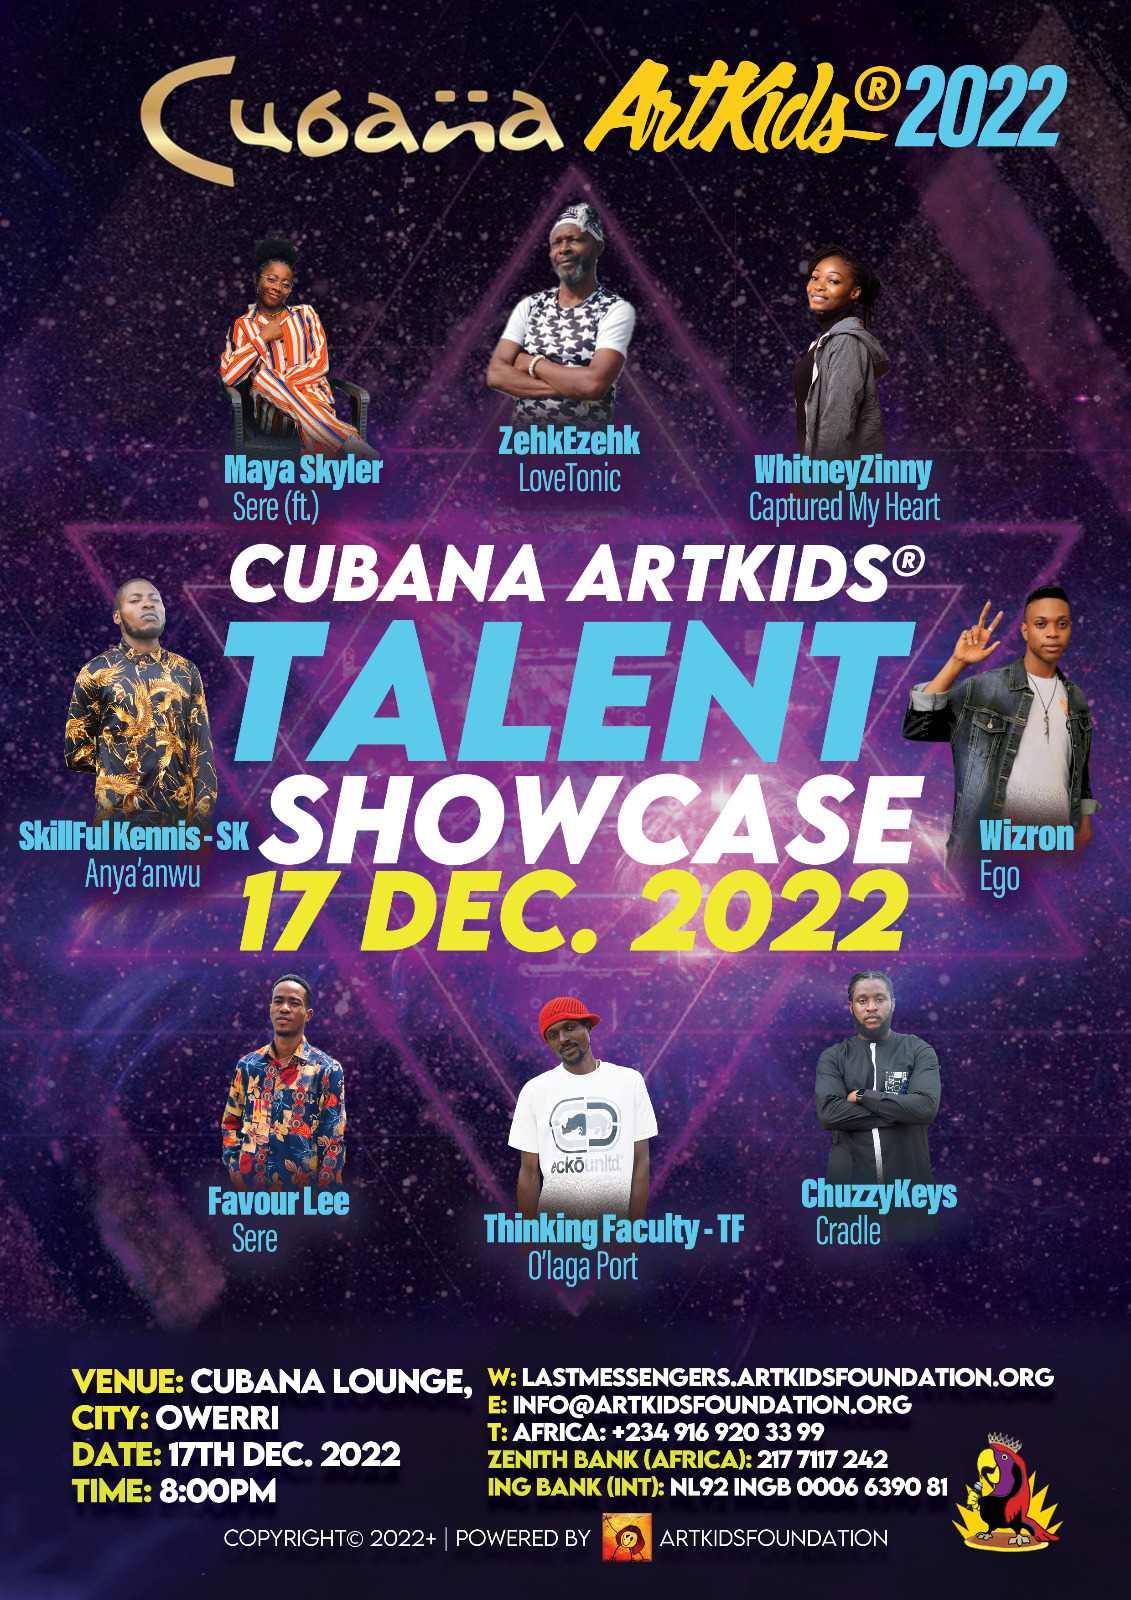 Cubana ArtKids® 2022
Maya Skyler
Sere (ft.)
ZehkEzehk
LoveTonic
WhitneyZinny
Captured My Heart
CUBANA ARTKIDS®
TALENT
SHOWCASE
17 DEC. 2022
SkillFul Kennis - SK
Anya'anwu
Wizron
Ego
Favour Lee
Sere
eckō unltd.
Thinking Faculty - TF
O'laga Port
ChuzzyKeys
Cradle
VENUE: CUBANA LOUNGE,
CITY: OWERRI
DATE: 17TH DEC. 2022
TIME: 8:00PM
W: LASTMESSENGERS.ARTKIDSFOUNDATION.ORG
E: INFO@ARTKIDSFOUNDATION.ORG
T: AFRICA: +234 916 920 33 99
ZENITH BANK (AFRICA): 217 7117 242
ING BANK (INT): NL92 INGB 0006 6390 81
COPYRIGHT© 2022+ | POWERED BY ARTKIDSFOUNDATION